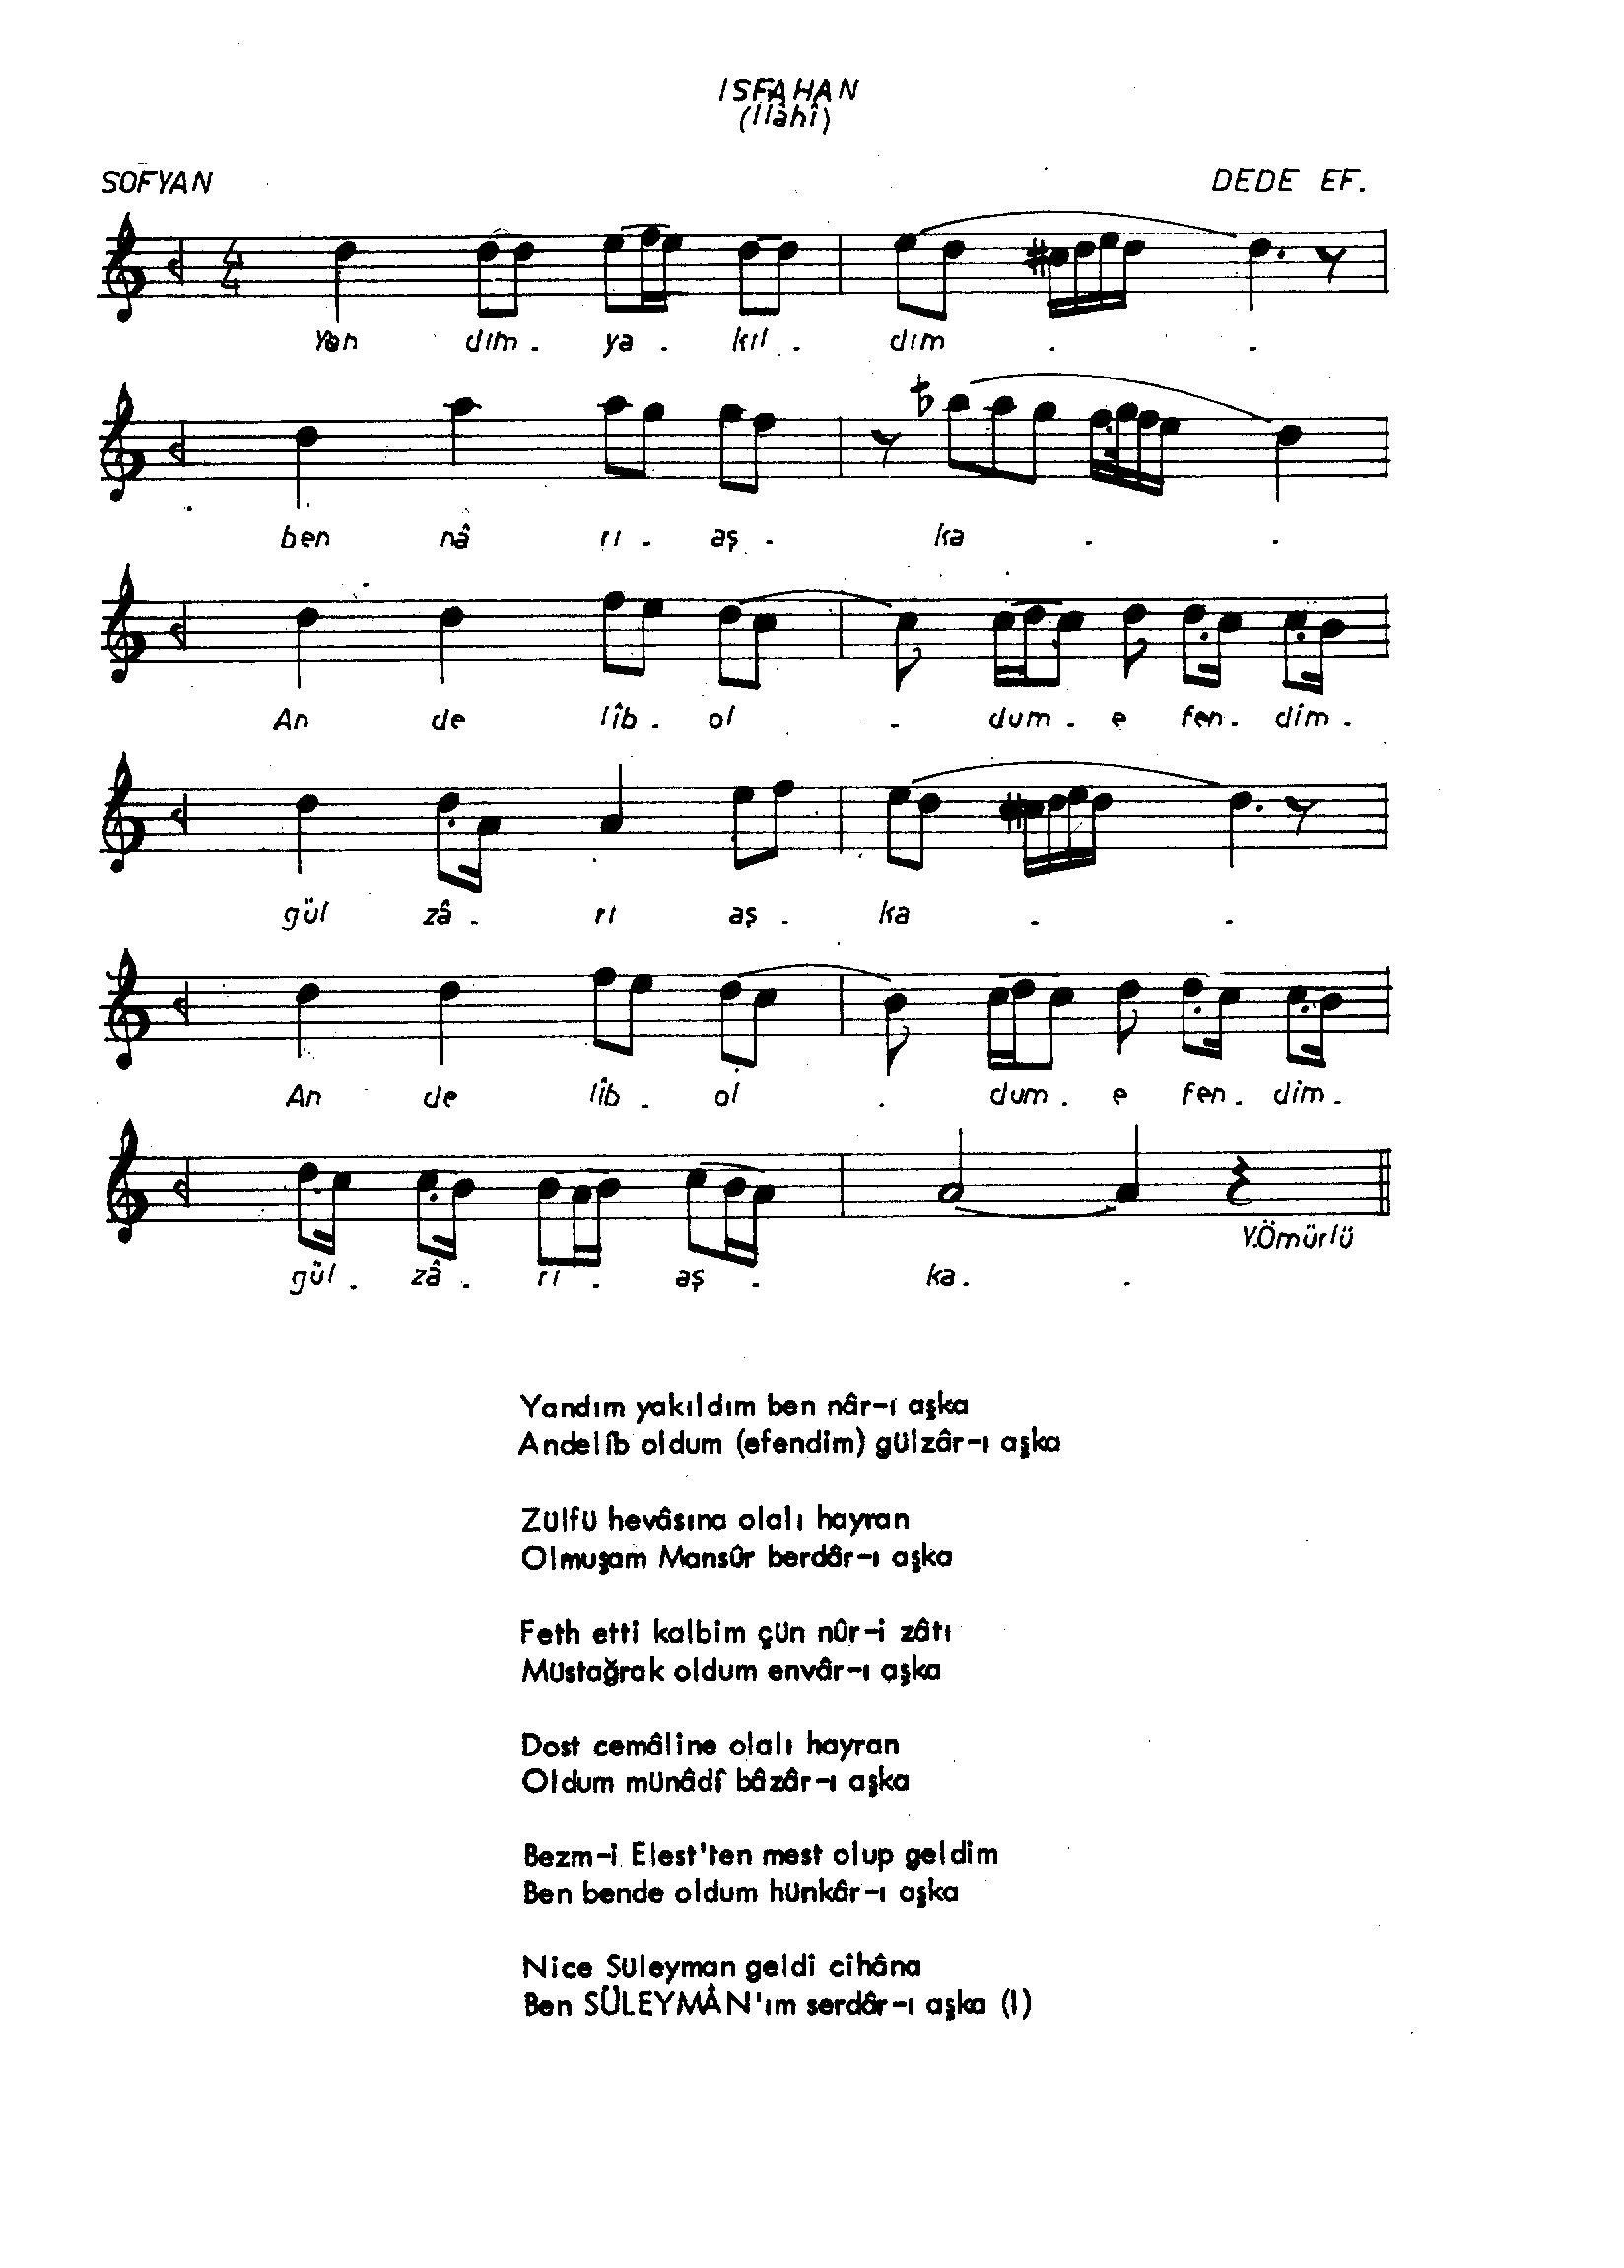 ISFAHAN
(İlâhî)
SOFYAN DEDE EF.
4 4
Yan dım . ya . kıl . dım . .
ben nâ rı . aş . ka . .
An de lîb . ol . dum . e fen . dim .
gül zâ . rı aş . ka . .
An de lîb . ol . dum . e fen . dim .
Y.Ömürlü
gül . zâ . rı . aş . ka . .
Yandım yakıldım ben nâr-ı aşka
Andelîb oldum (efendim) gülzâr-ı aşka
Zülfü hevâsına olalı hayran
Olmuşam Mansûr berdâr-ı aşka
Feth etti kalbim çün nûr-i zâtı
Müstağrak oldum envâr-ı aşka
Dost cemâline olalı hayran
Oldum münâdî bâzâr-ı aşka
Bezm-i Elest'ten mest olup geldim
Ben bende oldum hünkâr-ı aşka
Nice Süleyman geldi cihâna
Ben SÜLEYMÂN'ım serdâr-ı aşka (1)